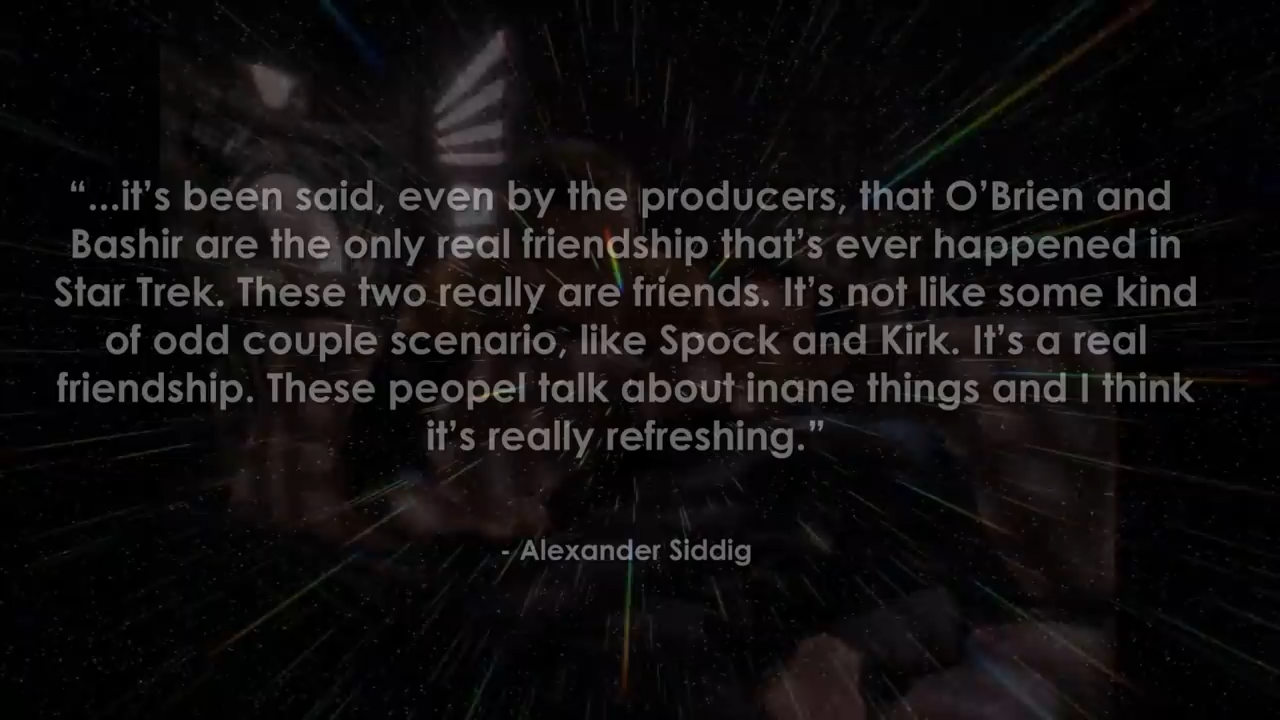 “...it’s been said, even by the producers, that O’Brien and
Bashir are the only real friendship that’s ever happened in
Star Trek. These two really are friends. It’s not like some kind
of odd couple scenario, like Spock and Kirk. It’s a real
friendship. These peopel talk about inane things and I think
it’s really refreshing.”
- Alexander Siddig